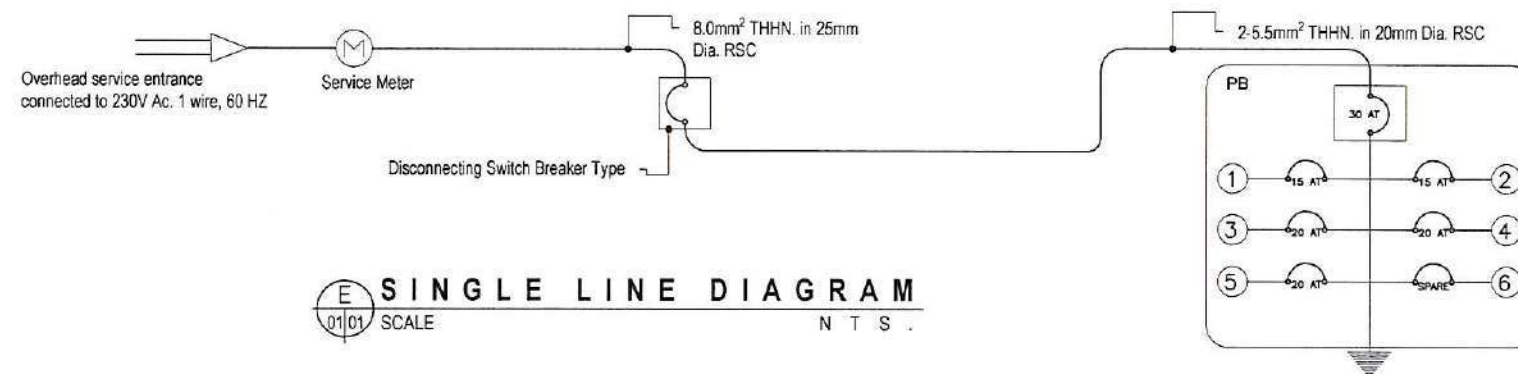 8.0mm² THHN. in 25mm
Dia. RSC
2-5.5mm² THHN. in 20mm Dia. RSC
M
Overhead service entrance
connected to 230V Ac. 1 wire, 60 HZ
Service Meter
PB
30 AT
Disconnecting Switch Breaker Type
1 15 AT 15 AT 2
3 20 AT 20 AT 4
5 20 AT SPARE 6
E SINGLE LINE DIAGRAM
01 01 SCALE N T S .